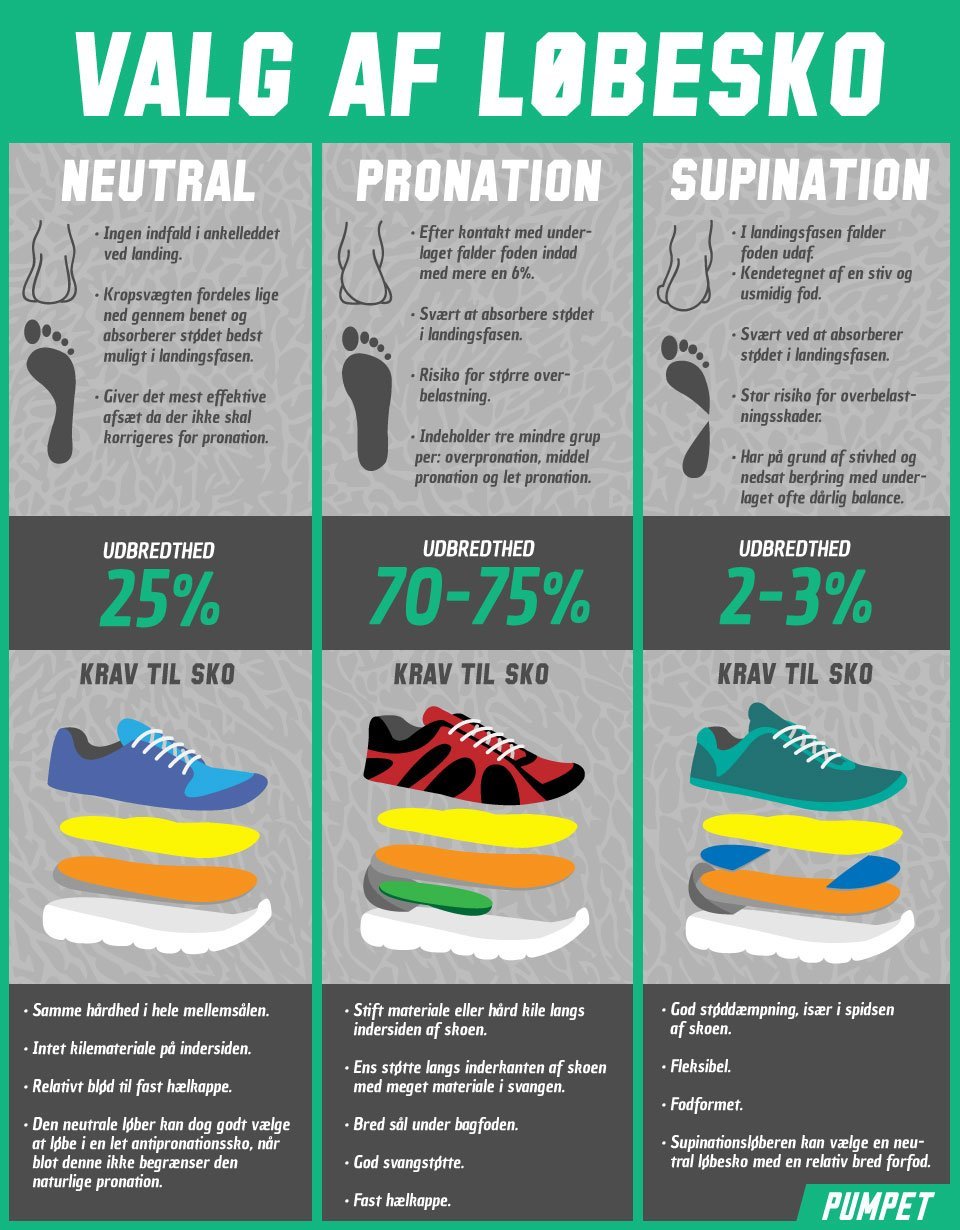 VALG AF LØBESKO
NEUTRAL
• Ingen indfald i ankelleddet
ved landing.
• Kropsvægten fordeles lige
ned gennem benet og
absorberer stødet bedst
muligt i landingsfasen.
• Giver det mest effektive
afsæt da der ikke skal
korrigeres for pronation.
UDBREDTHED
25%
KRAV TIL SKO
• Samme hårdhed i hele mellemsålen.
• Intet kilemateriale på indersiden.
• Relativt blød til fast hælkappe.
• Den neutrale løber kan dog godt vælge
at løbe i en let antipronationssko, når
blot denne ikke begrænser den
naturlige pronation.
PRONATION
• Efter kontakt med under-
laget falder foden indad
med mere en 6%.
• Svært at absorbere stødet
i landingsfasen.
• Risiko for større over-
belastning.
• Indeholder tre mindre grup
per: overpronation, middel
pronation og let pronation.
UDBREDTHED
70-75%
KRAV TIL SKO
• Stift materiale eller hård kile langs
indersiden af skoen.
• Ens støtte langs inderkanten af skoen
med meget materiale i svangen.
• Bred sål under bagfoden.
• God svangstøtte.
• Fast hælkappe.
SUPINATION
• I landingsfasen falder
foden udaf.
• Kendetegnet af en stiv og
usmidig fod.
• Svært ved at absorberer
stødet i landingsfasen.
• Stor risiko for overbelast-
ningsskader.
• Har på grund af stivhed og
nedsat berøring med under-
laget ofte dårlig balance.
UDBREDTHED
2-3%
KRAV TIL SKO
• God støddæmpning, især i spidsen
af skoen.
• Fleksibel.
• Fodformet.
• Supinationsløberen kan vælge en neu-
tral løbesko med en relativ bred forfod.
PUMPET